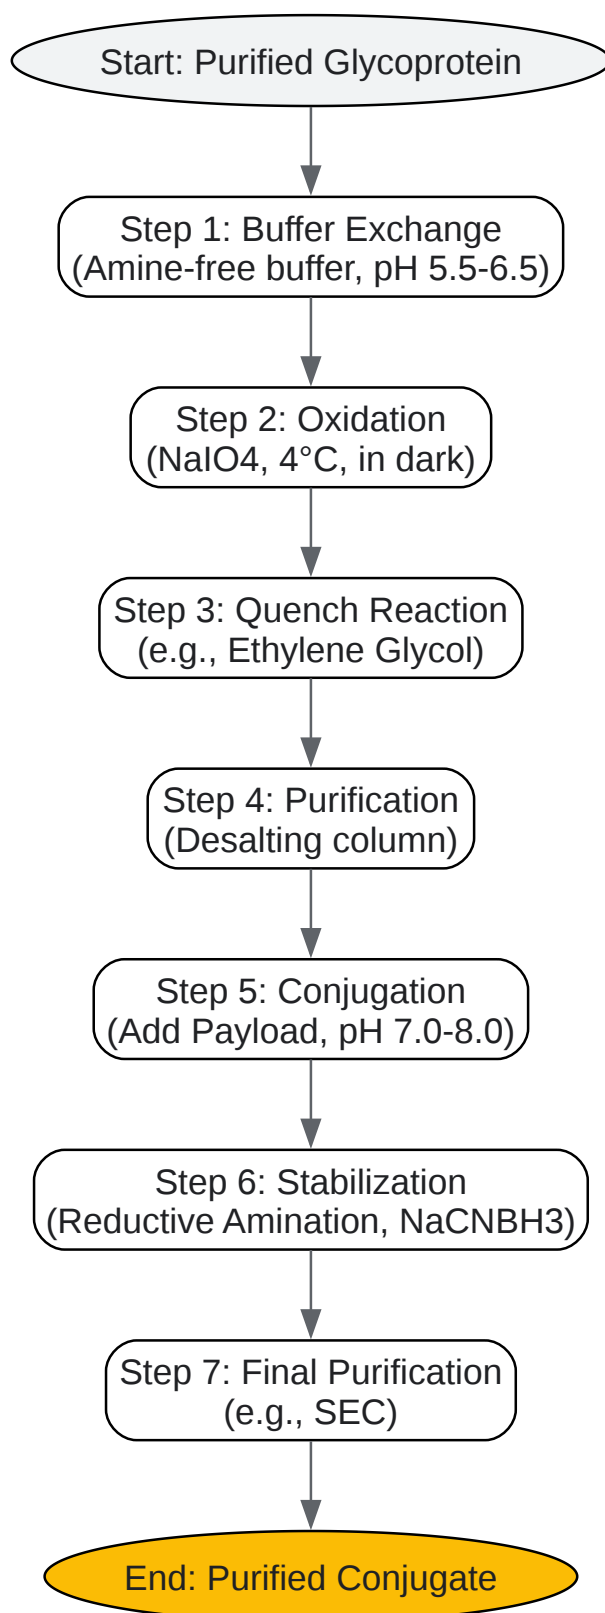 Start: Purified Glycoprotein
Step 1: Buffer Exchange
(Amine-free buffer, pH 5.5-6.5)
Step 2: Oxidation
(NaIO4, 4°C, in dark)
Step 3: Quench Reaction
(e.g., Ethylene Glycol)
Step 4: Purification
(Desalting column)
Step 5: Conjugation
(Add Payload, pH 7.0-8.0)
Step 6: Stabilization
(Reductive Amination, NaCNBH3)
Step 7: Final Purification
(e.g., SEC)
End: Purified Conjugate